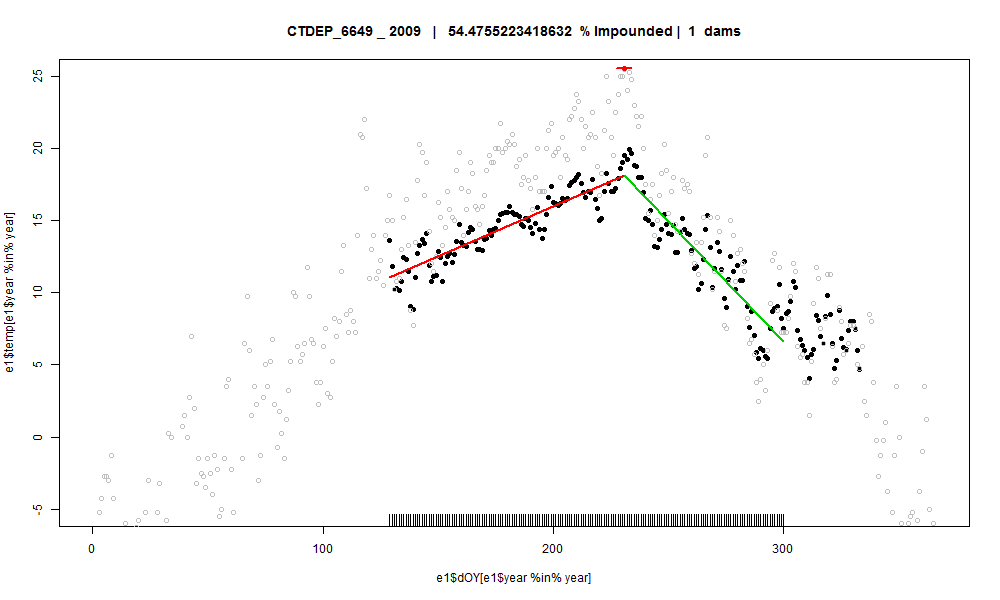 CTDEP_6649 _ 2009 | 54.4755223418632 % Impounded | 1 dams
e1$temp[e1$year %in% year]
25
20
15
10
5
0
-5
0 100 200 300
e1$dOY[e1$year %in% year]